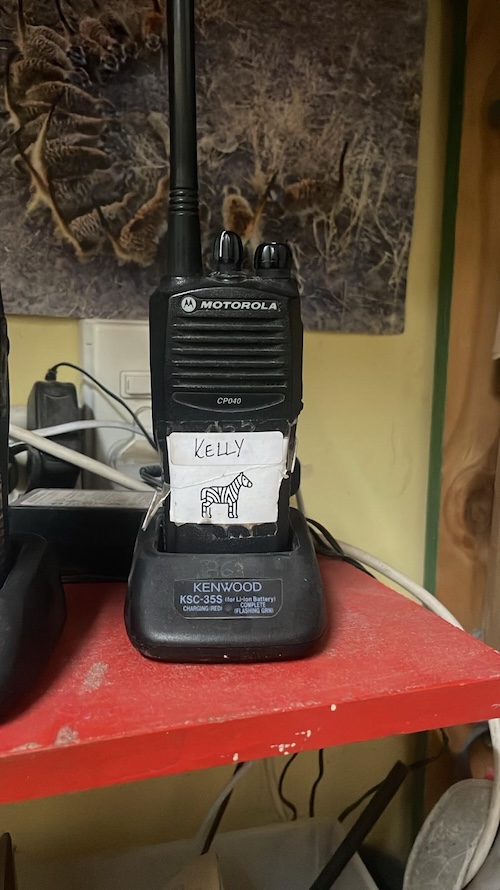 MOTOROLA
CP040
KELLY
KENWOOD
KSC-35S (for Li-ion Battery)
CHARGING(RED) COMPLETE (FLASHING GRN)